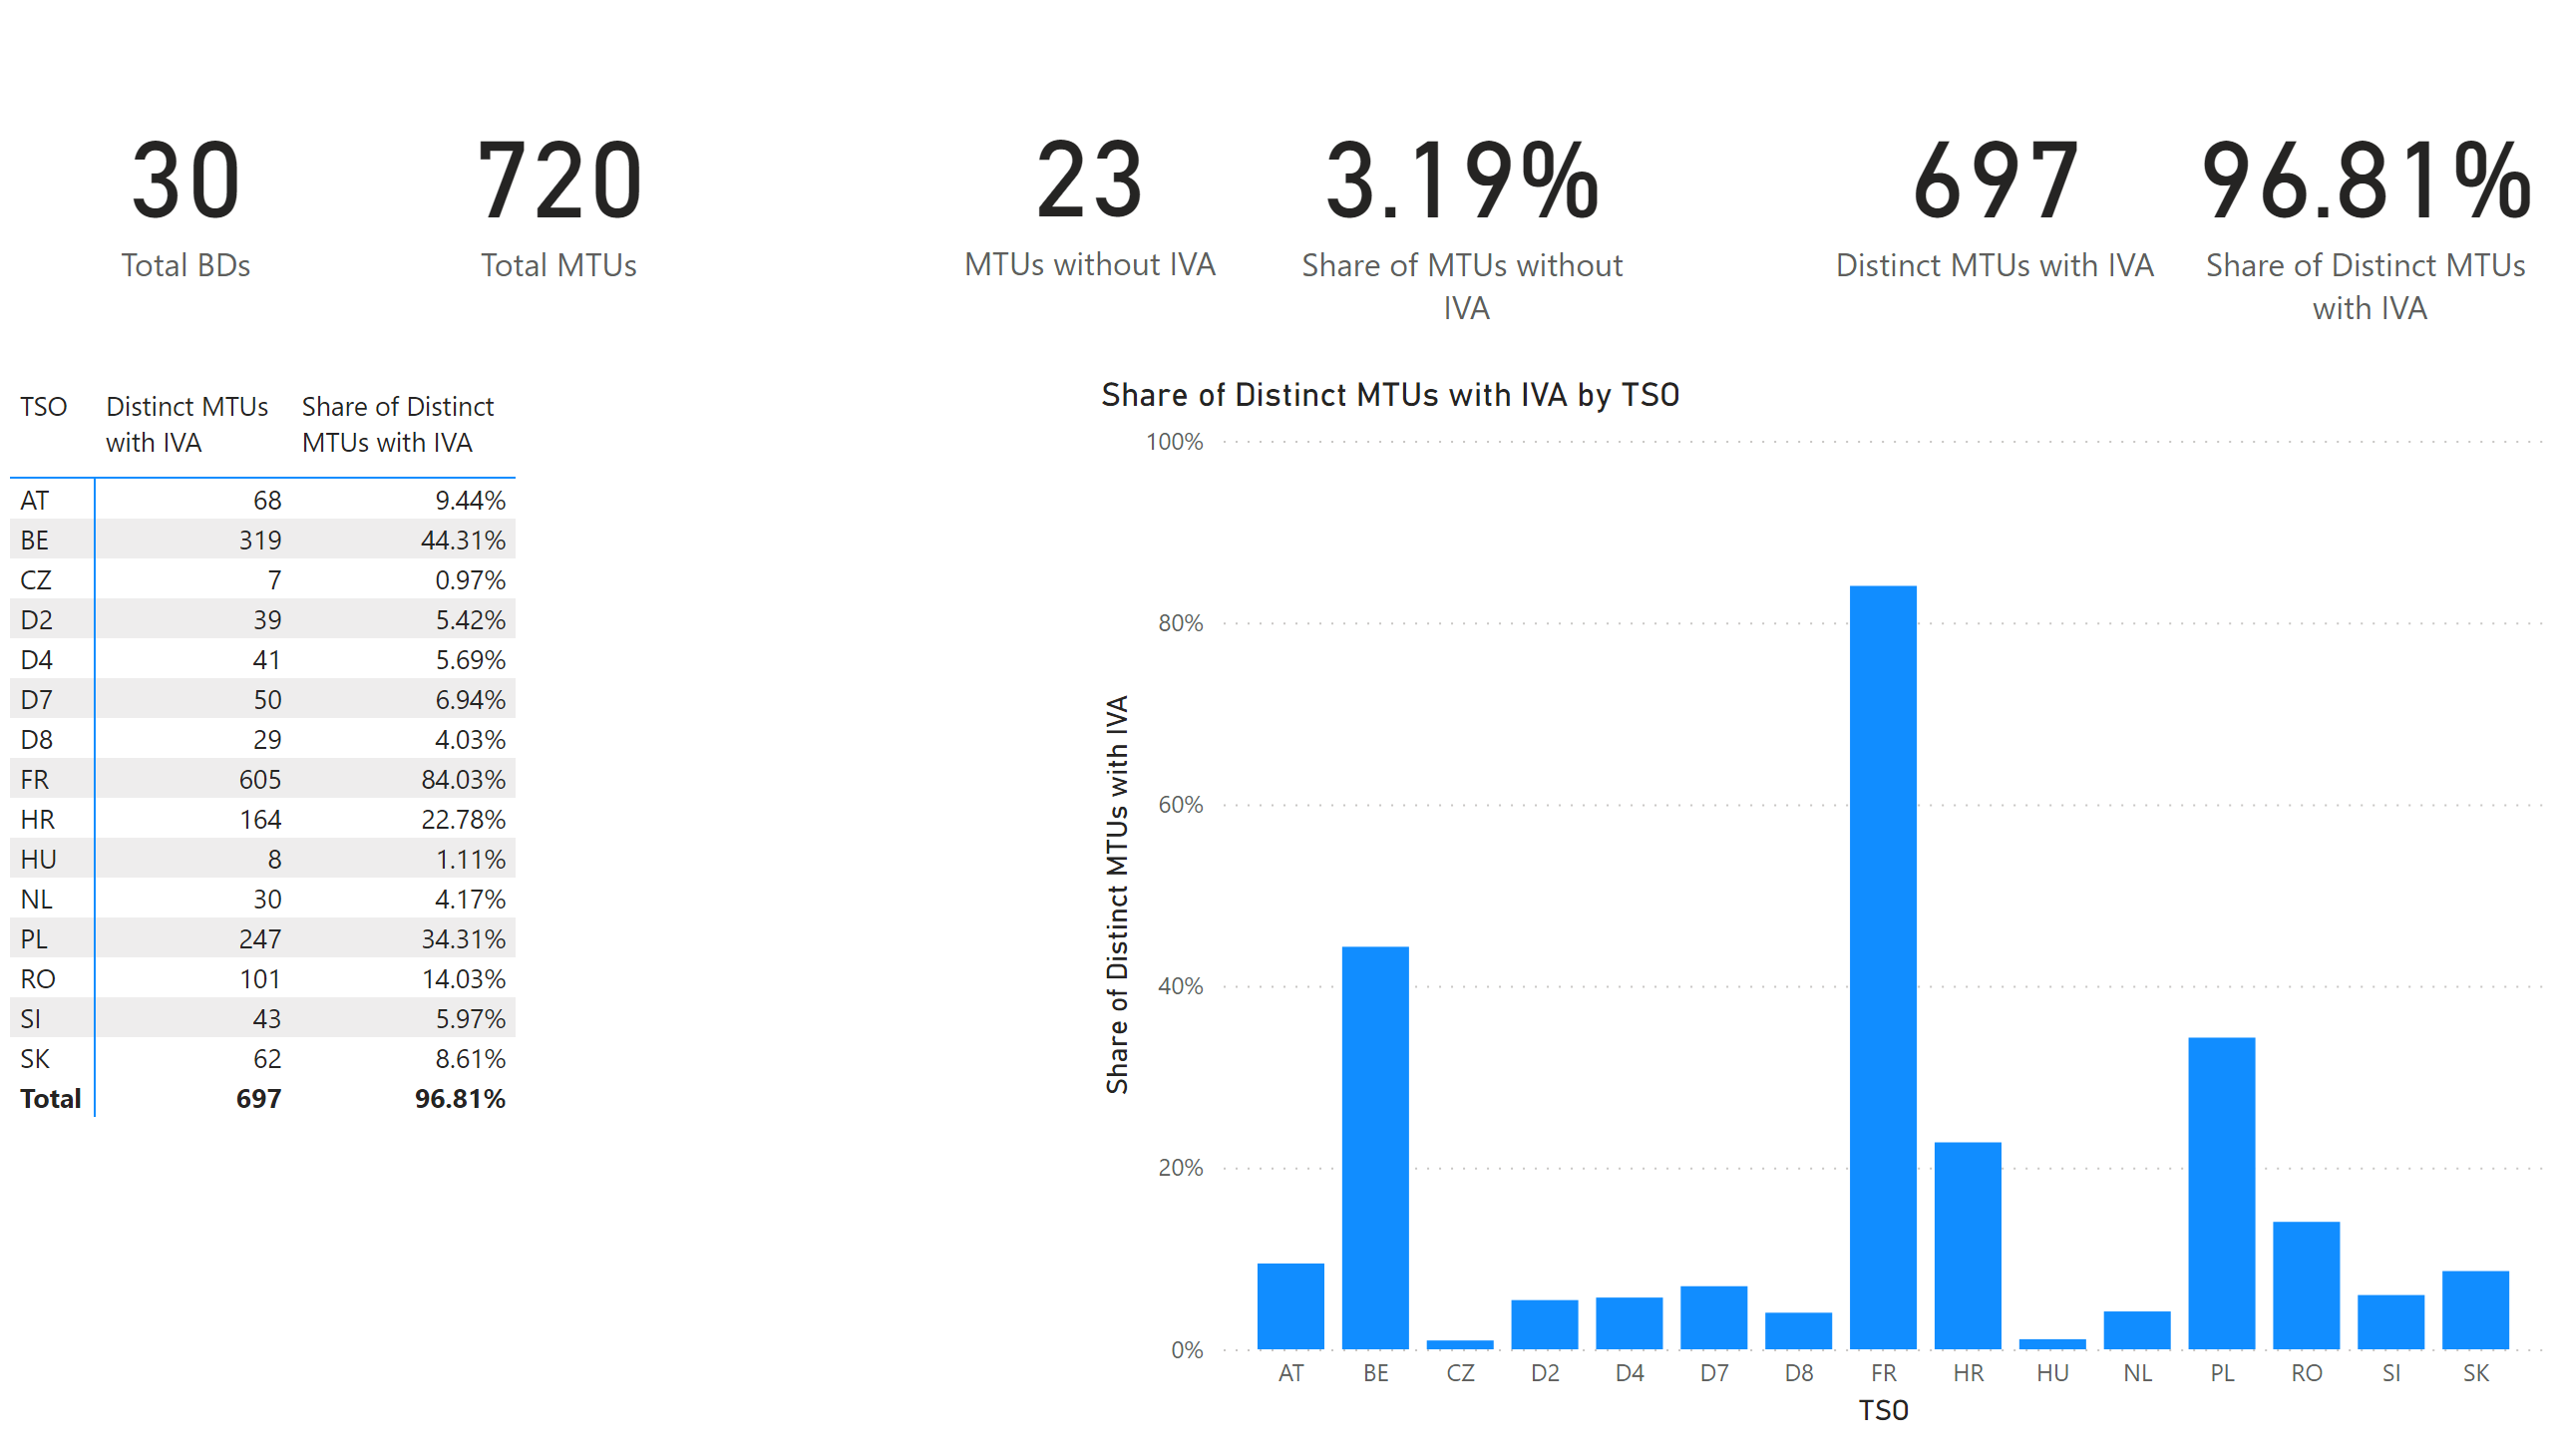 30
Total BDs
720
Total MTUs
23
MTUs without IVA
3.19%
Share of MTUs without
IVA
697
Distinct MTUs with IVA
96.81%
Share of Distinct MTUs
with IVA
TSO Distinct MTUs with IVA Share of Distinct MTUs with IVA
AT 68 9.44%
BE 319 44.31%
CZ 7 0.97%
D2 39 5.42%
D4 41 5.69%
D7 50 6.94%
D8 29 4.03%
FR 605 84.03%
HR 164 22.78%
HU 8 1.11%
NL 30 4.17%
PL 247 34.31%
RO 101 14.03%
SI 43 5.97%
SK 62 8.61%
Total 697 96.81%
Share of Distinct MTUs with IVA by TSO
Share of Distinct MTUs with IVA
100%
80%
60%
40%
20%
0%
AT BE CZ D2 D4 D7 D8 FR HR HU NL PL RO SI SK
TSO